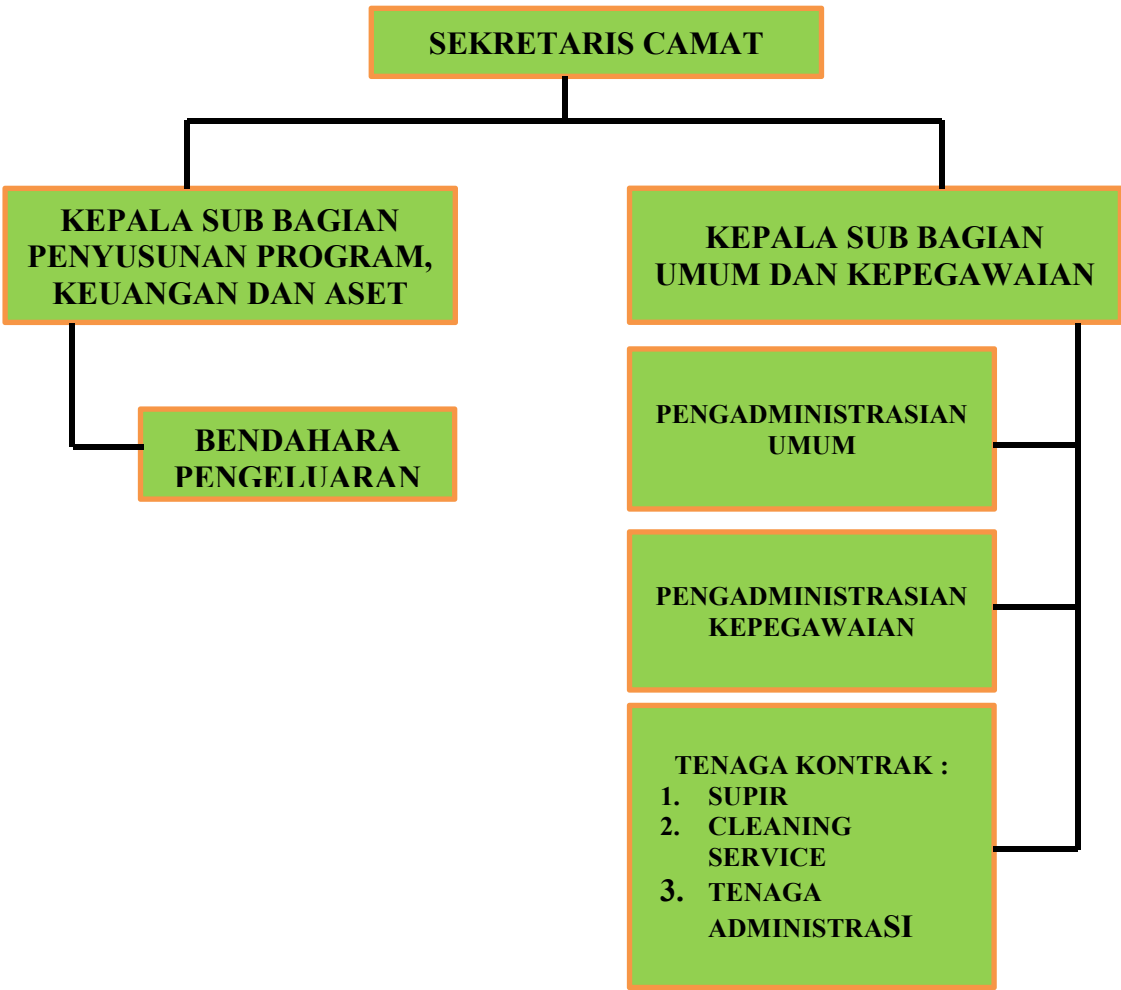 SEKRETARIS CAMAT
KEPALA SUB BAGIAN
PENYUSUNAN PROGRAM,
KEUANGAN DAN ASET
KEPALA SUB BAGIAN
UMUM DAN KEPEGAWAIAN
BENDAHARA
PENGELUARAN
PENGADMINISTRASIAN
UMUM
PENGADMINISTRASIAN
KEPEGAWAIAN
TENAGA KONTRAK :
1. SUPIR
2. CLEANING
SERVICE
3. TENAGA
ADMINISTRASI